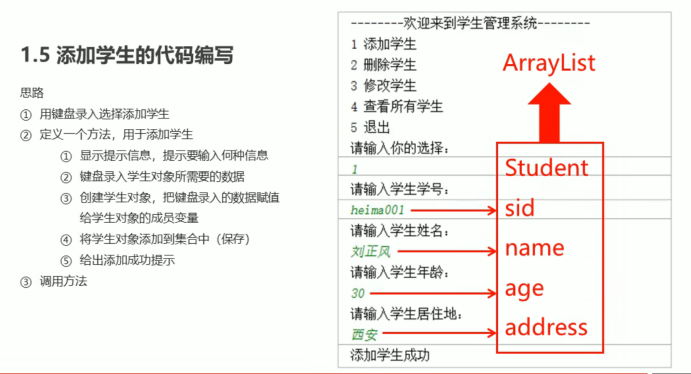 1.5 添加学生的代码编写
思路
① 用键盘录入选择添加学生
② 定义一个方法，用于添加学生
① 显示提示信息，提示要输入何种信息
② 键盘录入学生对象所需要的数据
③ 创建学生对象，把键盘录入的数据赋值
给学生对象的成员变量
④ 将学生对象添加到集合中（保存）
⑤ 给出添加成功提示
③ 调用方法
--------欢迎来到学生管理系统--------
1 添加学生
2 删除学生
3 修改学生
4 查看所有学生
5 退出
请输入你的选择：
1
请输入学生学号：
heima001
请输入学生姓名：
刘正风
请输入学生年龄：
30
请输入学生居住地：
西安
添加学生成功
ArrayList
Student
sid
name
age
address